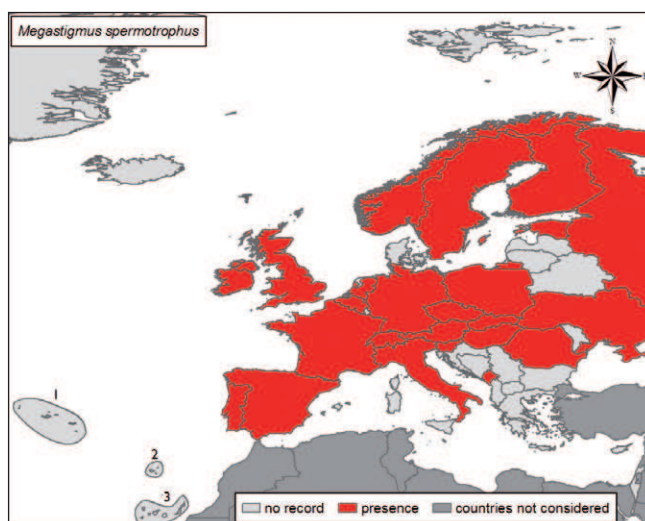 Megastigmus spermotrophus
N
W
S
1
2
3
no record presence countries not considered